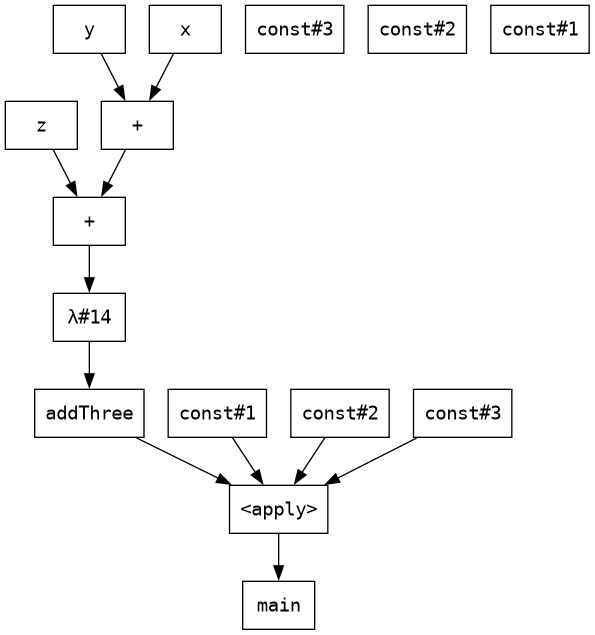 y x const#3 const#2 const#1
z +
+
λ#14
addThree const#1 const#2 const#3
<apply>
main